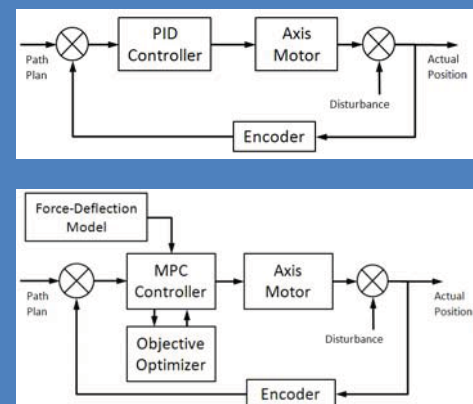 Path
Plan
PID
Controller
Axis
Motor
Actual
Position
Disturbance
Encoder
Force-Deflection
Model
Path
Plan
MPC
Controller
Axis
Motor
Actual
Position
Disturbance
Objective
Optimizer
Encoder